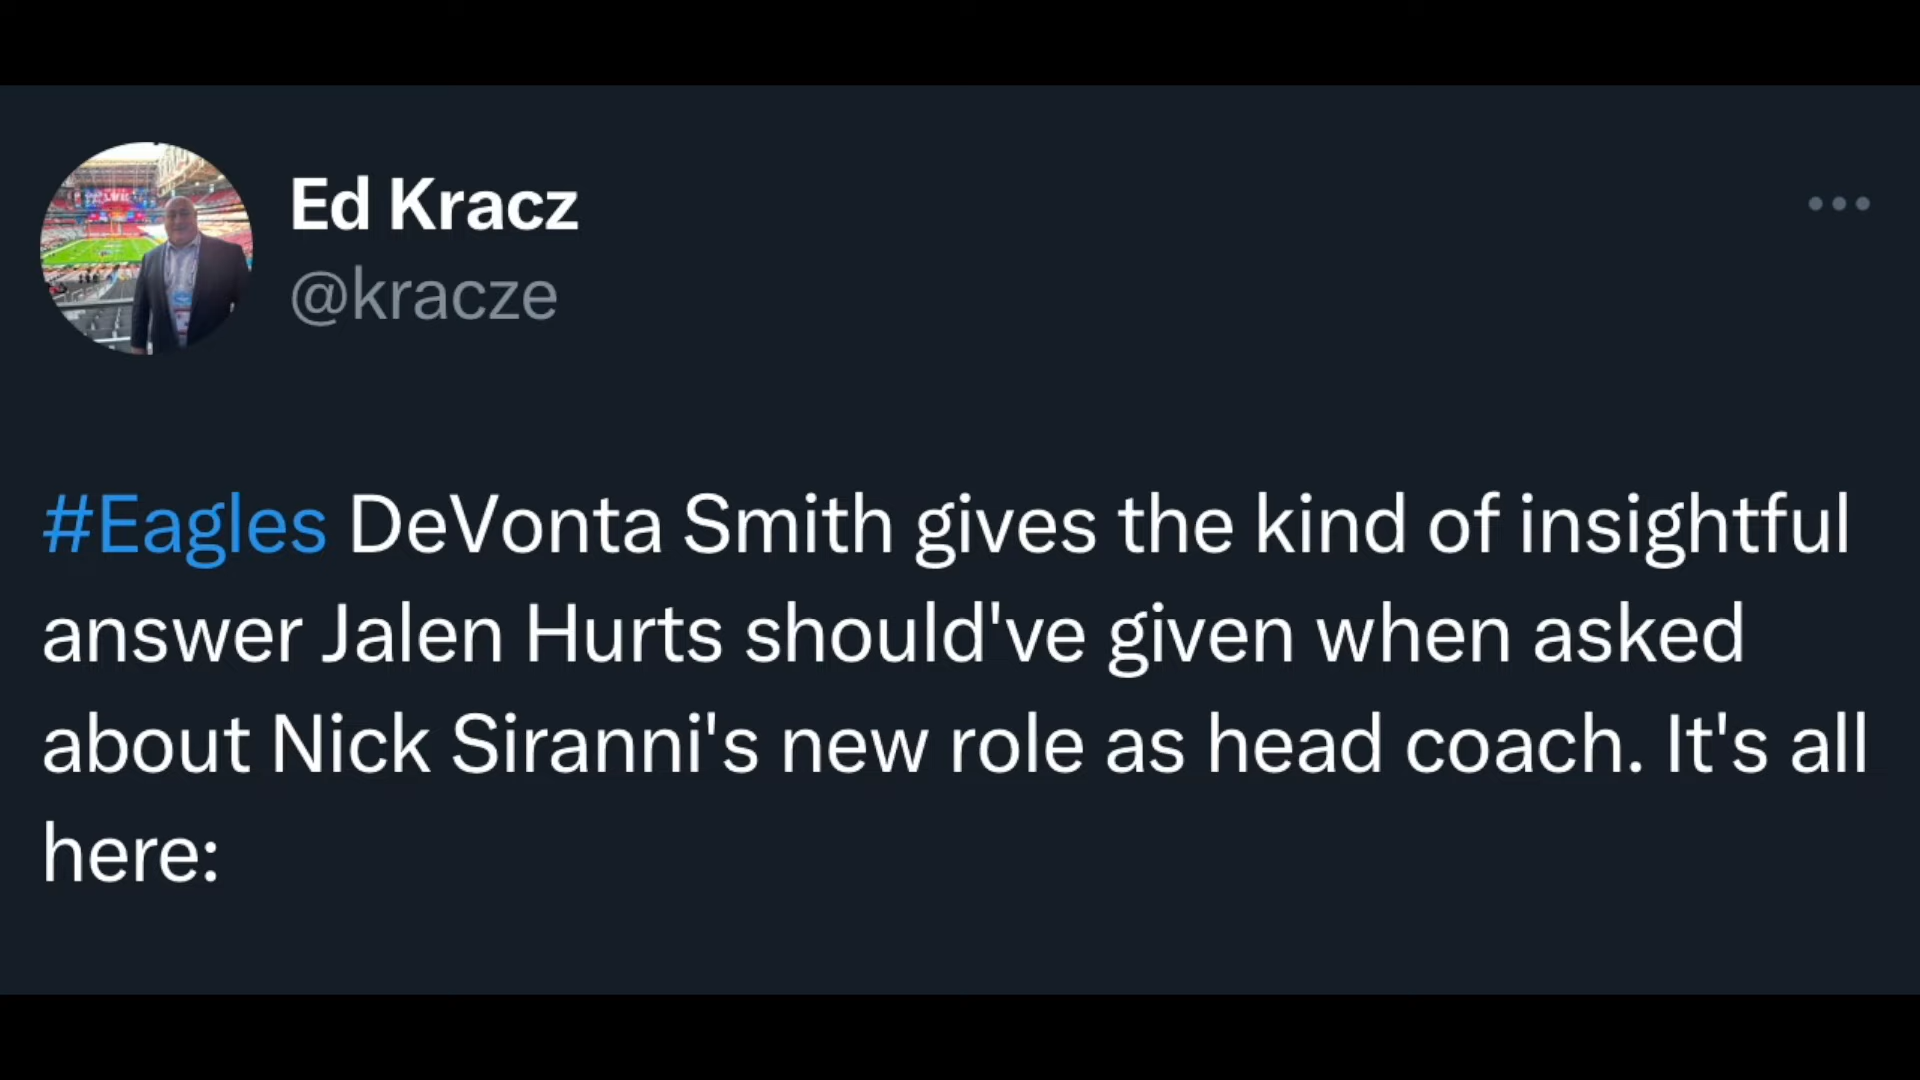 Ed Kracz
@kracze
#Eagles DeVonta Smith gives the kind of insightful
answer Jalen Hurts should've given when asked
about Nick Siranni's new role as head coach. It's all
here: